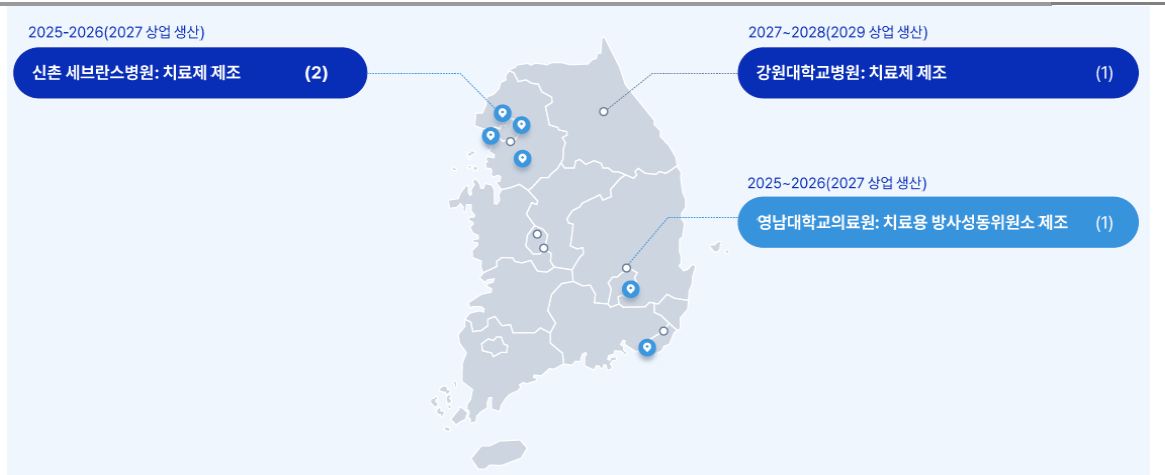 2025-2026(2027 상업 생산)
신촌 세브란스병원: 치료제 제조 (2)
2027~2028(2029 상업 생산)
강원대학교병원: 치료제 제조 (1)
2025~2026(2027 상업 생산)
영남대학교의료원: 치료용 방사성동위원소 제조 (1)